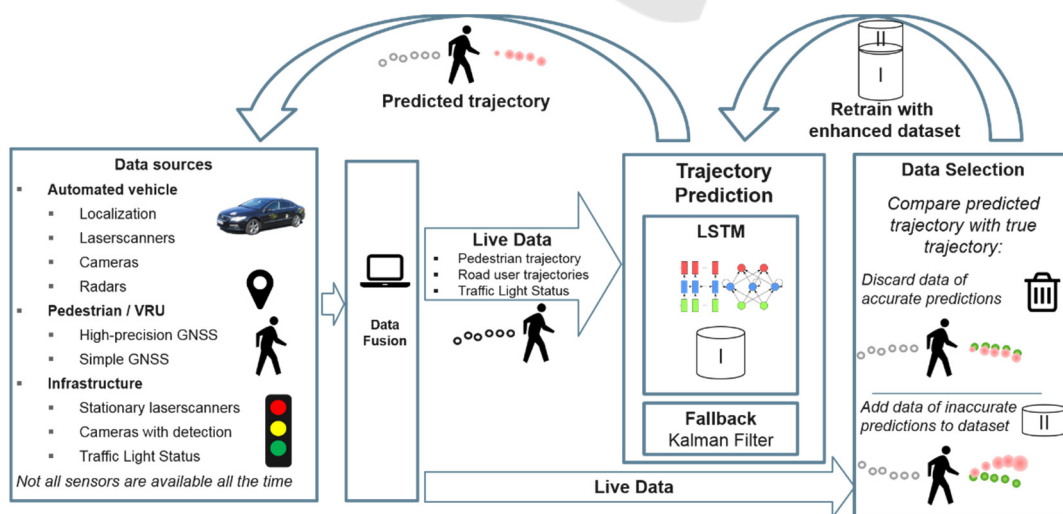 Predicted trajectory
Retrain with
enhanced dataset
Data sources
▪ Automated vehicle
▪ Localization
▪ Laserscanners
▪ Cameras
▪ Radars
▪ Pedestrian / VRU
▪ High-precision GNSS
▪ Simple GNSS
▪ Infrastructure
▪ Stationary laserscanners
▪ Cameras with detection
▪ Traffic Light Status
Not all sensors are available all the time
Data
Fusion
Live Data
▪ Pedestrian trajectory
▪ Road user trajectories
▪ Traffic Light Status
Trajectory
Prediction
LSTM
I
Fallback
Kalman Filter
Live Data
II
I
Data Selection
Compare predicted
trajectory with true
trajectory:
Discard data of
accurate predictions
Add data of inaccurate
predictions to dataset
II